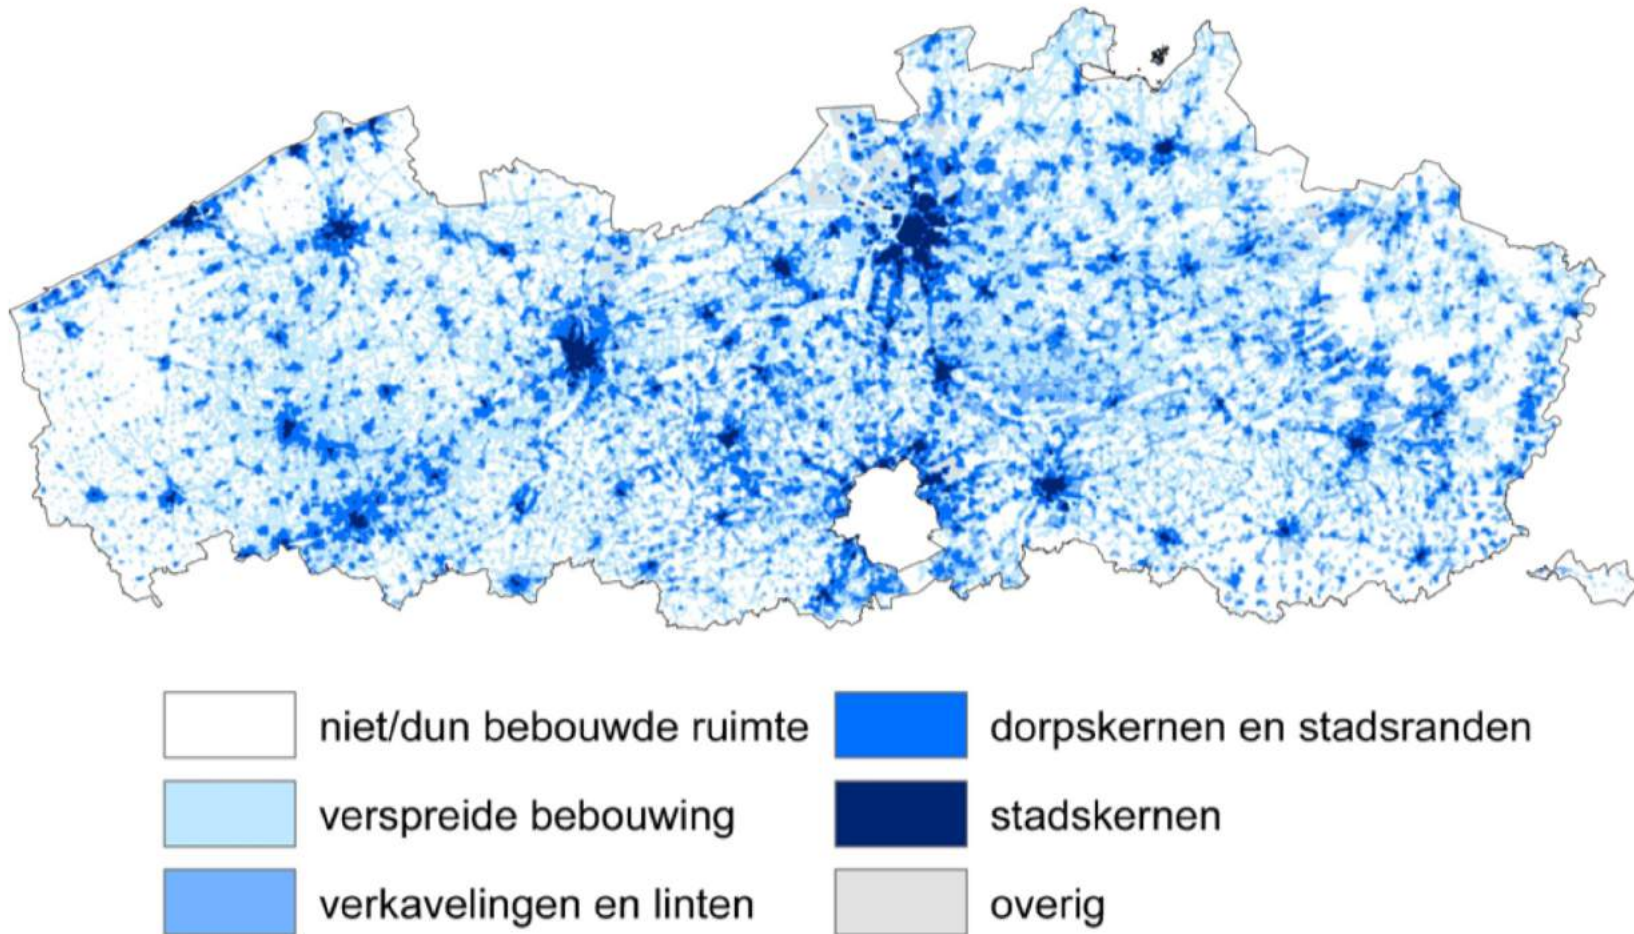 niet/dun bebouwde ruimte
verspreide bebouwing
verkavelingen en linten
dorpskernen en stadsranden
stadskernen
overig